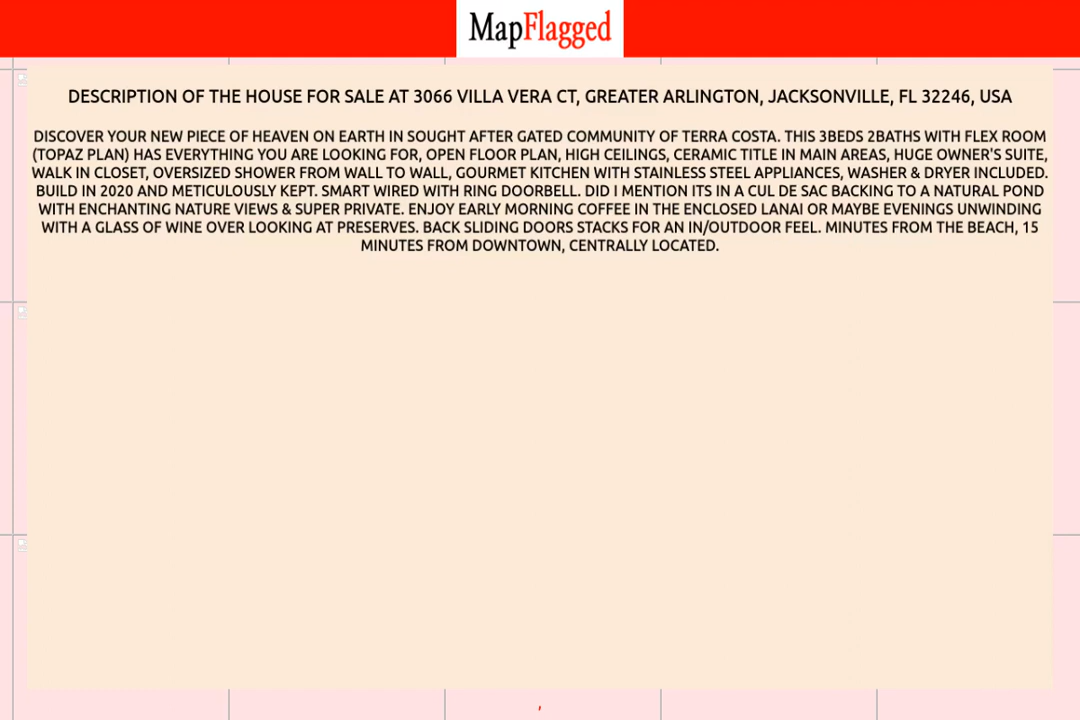 MapFlagged
DESCRIPTION OF THE HOUSE FOR SALE AT 3066 VILLA VERA CT, GREATER ARLINGTON, JACKSONVILLE, FL 32246, USA
DISCOVER YOUR NEW PIECE OF HEAVEN ON EARTH IN SOUGHT AFTER GATED COMMUNITY OF TERRA COSTA. THIS 3BEDS 2BATHS WITH FLEX ROOM
(TOPAZ PLAN) HAS EVERYTHING YOU ARE LOOKING FOR, OPEN FLOOR PLAN, HIGH CEILINGS, CERAMIC TITLE IN MAIN AREAS, HUGE OWNER'S SUITE,
WALK IN CLOSET, OVERSIZED SHOWER FROM WALL TO WALL, GOURMET KITCHEN WITH STAINLESS STEEL APPLIANCES, WASHER & DRYER INCLUDED.
BUILD IN 2020 AND METICULOUSLY KEPT. SMART WIRED WITH RING DOORBELL. DID I MENTION ITS IN A CUL DE SAC BACKING TO A NATURAL POND
WITH ENCHANTING NATURE VIEWS & SUPER PRIVATE. ENJOY EARLY MORNING COFFEE IN THE ENCLOSED LANAI OR MAYBE EVENINGS UNWINDING
WITH A GLASS OF WINE OVER LOOKING AT PRESERVES. BACK SLIDING DOORS STACKS FOR AN IN/OUTDOOR FEEL. MINUTES FROM THE BEACH, 15
MINUTES FROM DOWNTOWN, CENTRALLY LOCATED.
,